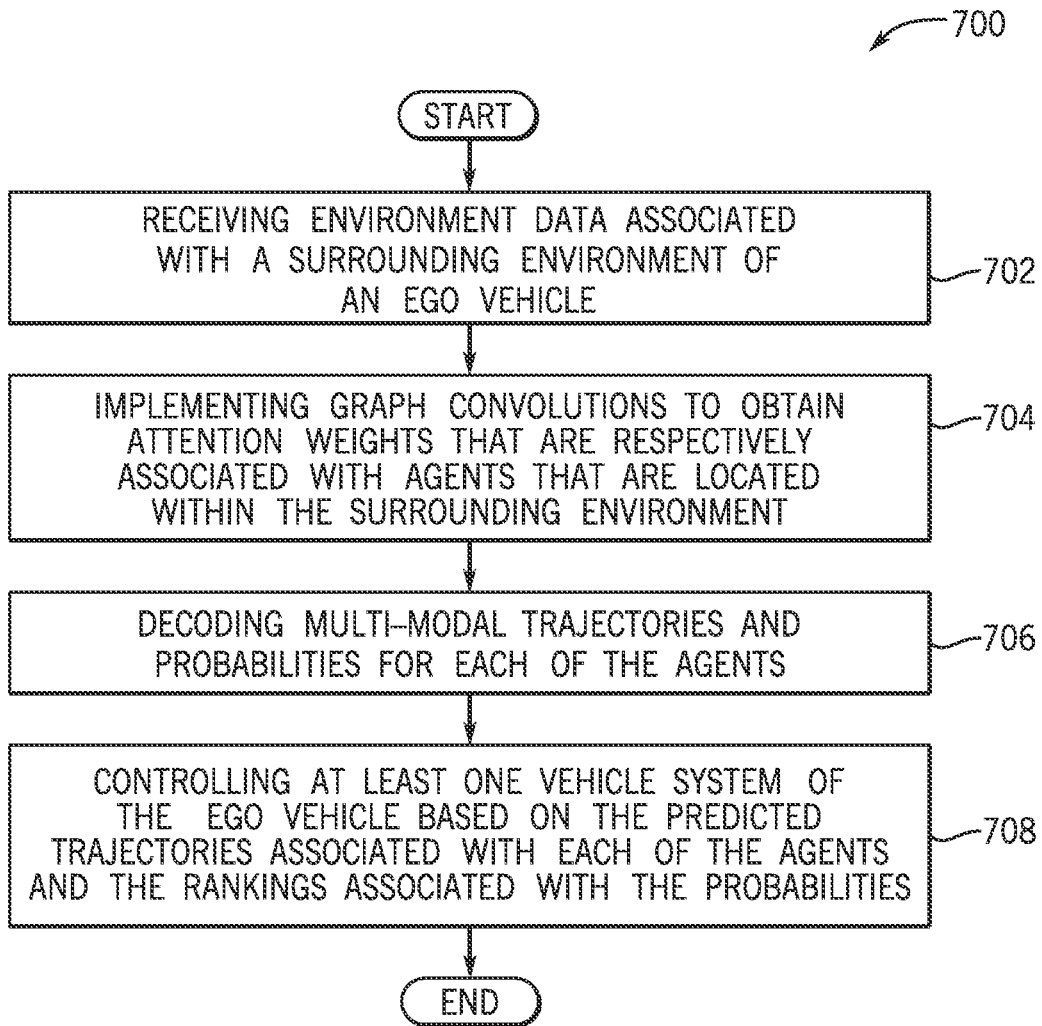 700
START
RECEIVING ENVIRONMENT DATA ASSOCIATED
WITH A SURROUNDING ENVIRONMENT OF
AN EGO VEHICLE
702
IMPLEMENTING GRAPH CONVOLUTIONS TO OBTAIN
ATTENTION WEIGHTS THAT ARE RESPECTIVELY
ASSOCIATED WITH AGENTS THAT ARE LOCATED
WITHIN THE SURROUNDING ENVIRONMENT
704
DECODING MULTI-MODAL TRAJECTORIES AND
PROBABILITIES FOR EACH OF THE AGENTS
706
CONTROLLING AT LEAST ONE VEHICLE SYSTEM OF
THE EGO VEHICLE BASED ON THE PREDICTED
TRAJECTORIES ASSOCIATED WITH EACH OF THE AGENTS
AND THE RANKINGS ASSOCIATED WITH THE PROBABILITIES
708
END